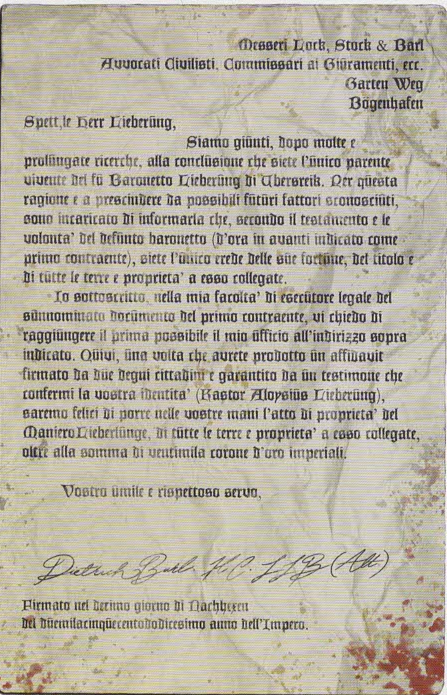 Messeri Lock, Stock & Barl
Avvocati Civilisti, Commissari ai Giuramenti, ecc.
Garten Weg
Bögenhafen
Spett.le Herr Lieberung,
Siamo giunti, dopo molte e
prolungate ricerche, alla conclusione che siete l'unico parente
vivente del fu Baronetto Lieberung di Ubersreik. Per questa
ragione e a prescindere da possibili futuri fattori sconosciuti,
sono incaricato di informarla che, secondo il testamento e le
volonta' del defunto baronetto (d'ora in avanti indicato come
primo contraente), siete l'unico erede delle sue fortune, del titolo e
di tutte le terre e proprieta' a esso collegate.
Io sottoscritto, nella mia facolta' di esecutore legale del
sunnominato documento del primo contraente, vi chiedo di
raggiungere il prima possibile il mio ufficio all'indirizzo sopra
indicato. Quivi, una volta che avrete prodotto un affidavit
firmato da due degni cittadini e garantito da un testimone che
confermi la vostra identita' (Kastor Aloysius Lieberung),
saremo felici di porre nelle vostre mani l'atto di proprieta' del
Maniero Lieberlunge, di tutte le terre e proprieta' a esso collegate,
oltre alla somma di ventimila corone d'oro imperiali.
Vostro umile e rispettoso servo,
Dietrich Barl K.C. LLB (Alt)
Firmato nel decimo giorno di Nachhexen
del duemilacinquecentododicesimo anno dell'Impero.